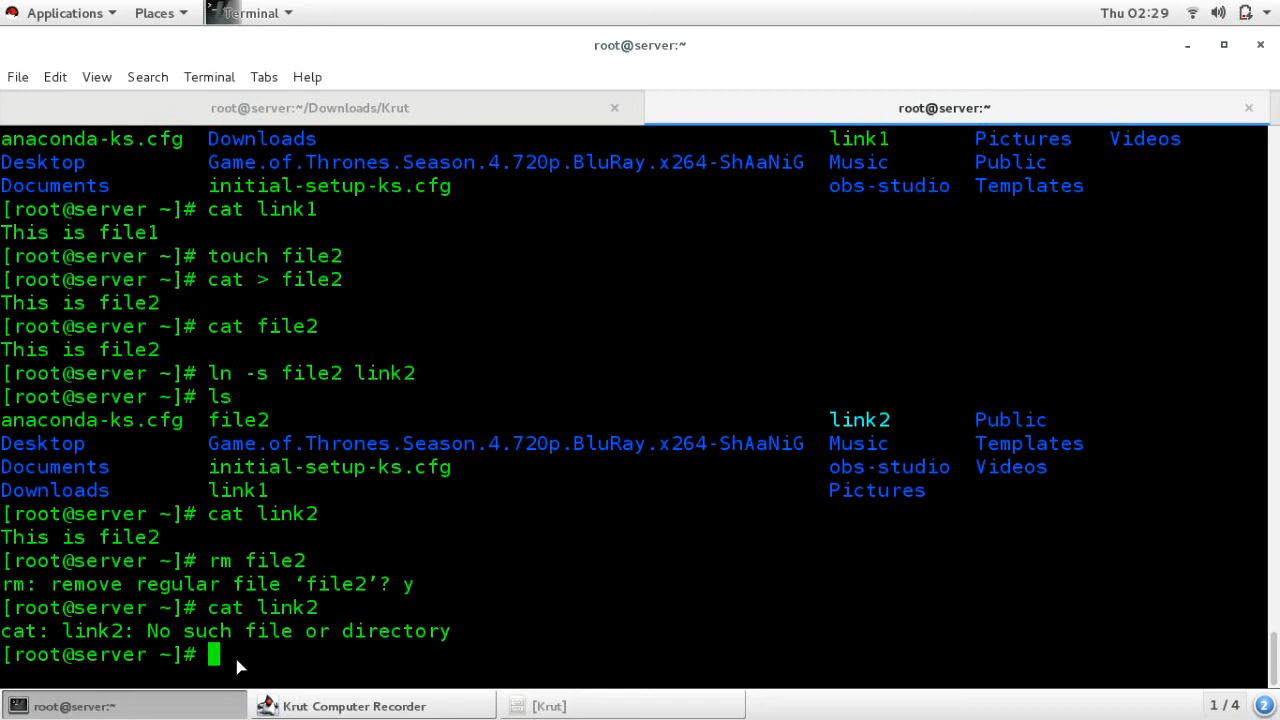 Applications Places Terminal Thu 02:29
root@server:~
File Edit View Search Terminal Tabs Help
root@server:~/Downloads/Krut root@server:~
anaconda-ks.cfg Downloads link1 Pictures Videos
Desktop Game.of.Thrones.Season.4.720p.BluRay.x264-ShAaNiG Music Public
Documents initial-setup-ks.cfg obs-studio Templates
[root@server ~]# cat link1
This is file1
[root@server ~]# touch file2
[root@server ~]# cat > file2
This is file2
[root@server ~]# cat file2
This is file2
[root@server ~]# ln -s file2 link2
[root@server ~]# ls
anaconda-ks.cfg file2 link2 Public
Desktop Game.of.Thrones.Season.4.720p.BluRay.x264-ShAaNiG Music Templates
Documents initial-setup-ks.cfg obs-studio Videos
Downloads link1 Pictures
[root@server ~]# cat link2
This is file2
[root@server ~]# rm file2
rm: remove regular file ‘file2’? y
[root@server ~]# cat link2
cat: link2: No such file or directory
[root@server ~]#
root@server:~ Krut Computer Recorder [Krut] 1 / 4 2